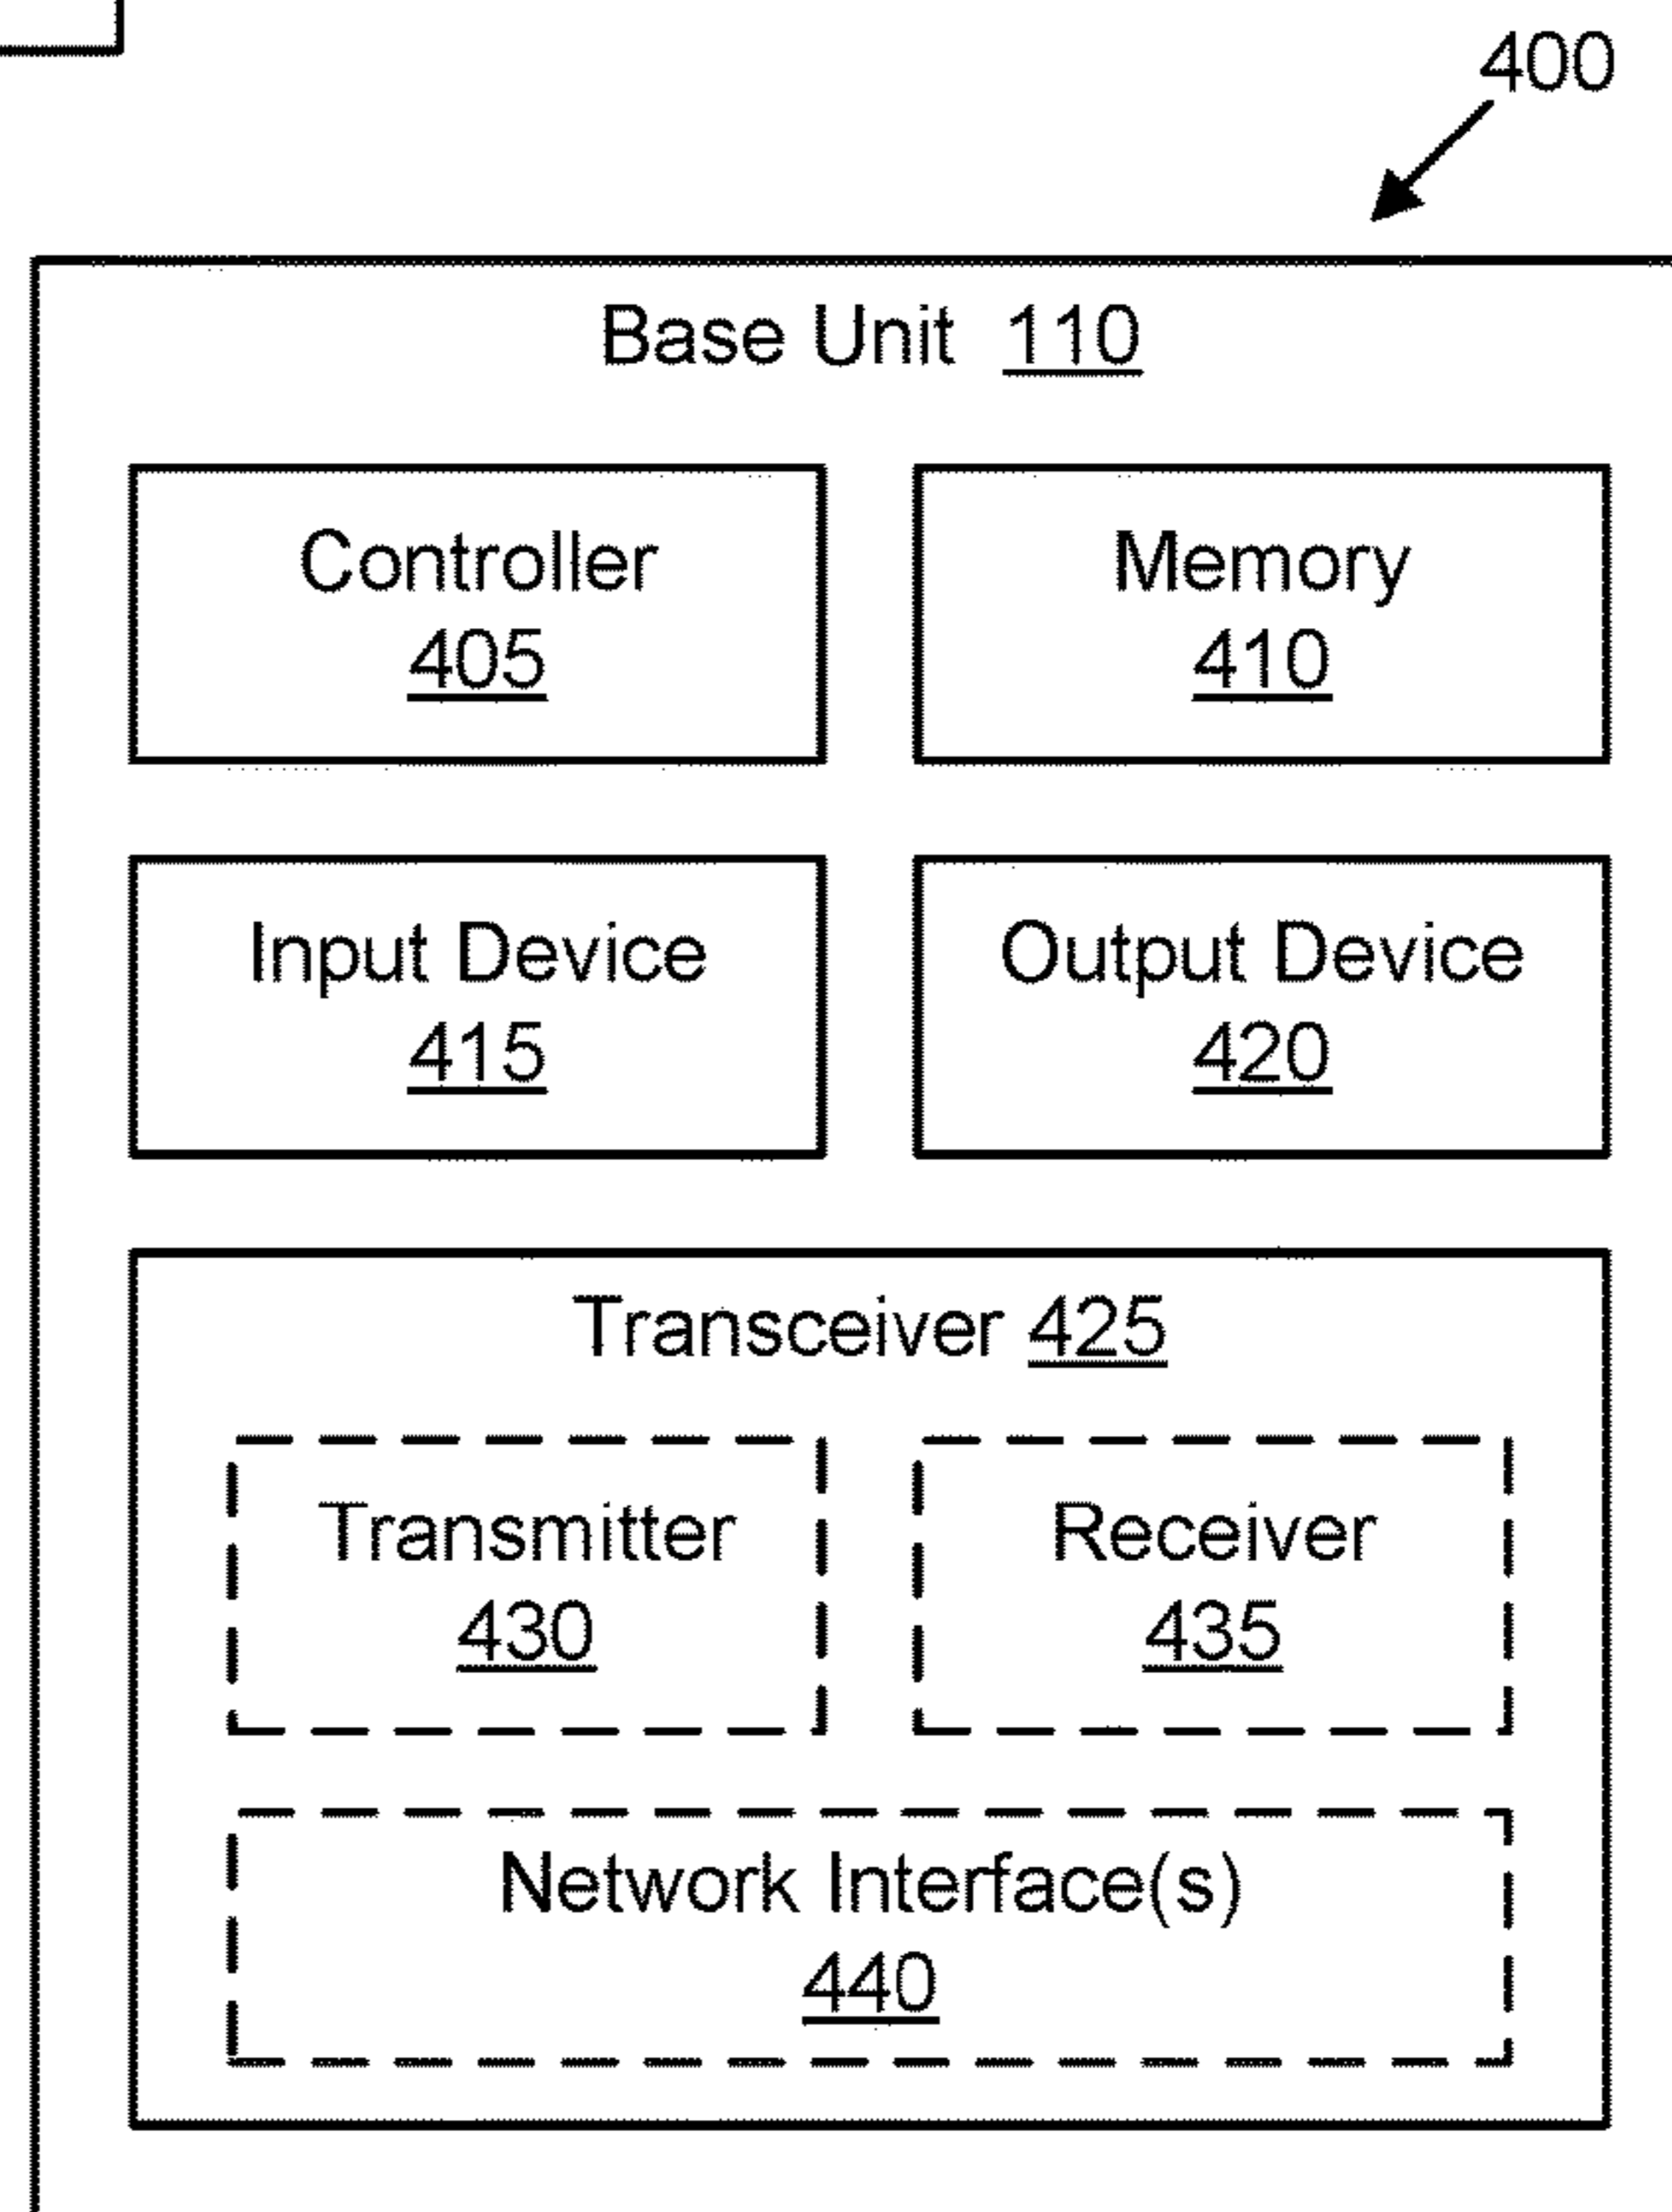 400
Base Unit 110
Controller
405
Memory
410
Input Device
415
Output Device
420
Transceiver 425
Transmitter
430
Receiver
435
Network Interface(s)
440